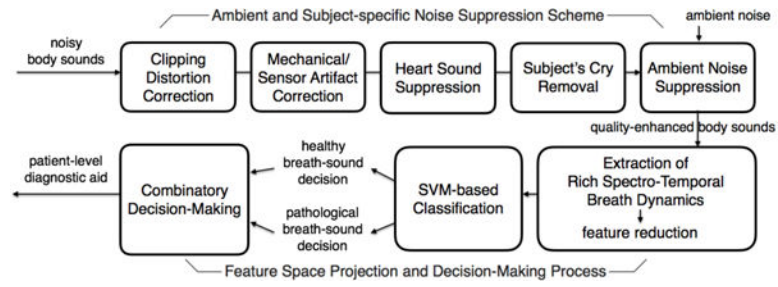 Ambient and Subject-specific Noise Suppression Scheme
ambient noise
noisy
body sounds
Clipping
Distortion
Correction
Mechanical/
Sensor Artifact
Correction
Heart Sound
Suppression
Subject's Cry
Removal
Ambient Noise
Suppression
quality-enhanced body sounds
Extraction of
Rich Spectro-Temporal
Breath Dynamics
feature reduction
SVM-based
Classification
healthy
breath-sound
decision
pathological
breath-sound
decision
Combinatory
Decision-Making
patient-level
diagnostic aid
Feature Space Projection and Decision-Making Process